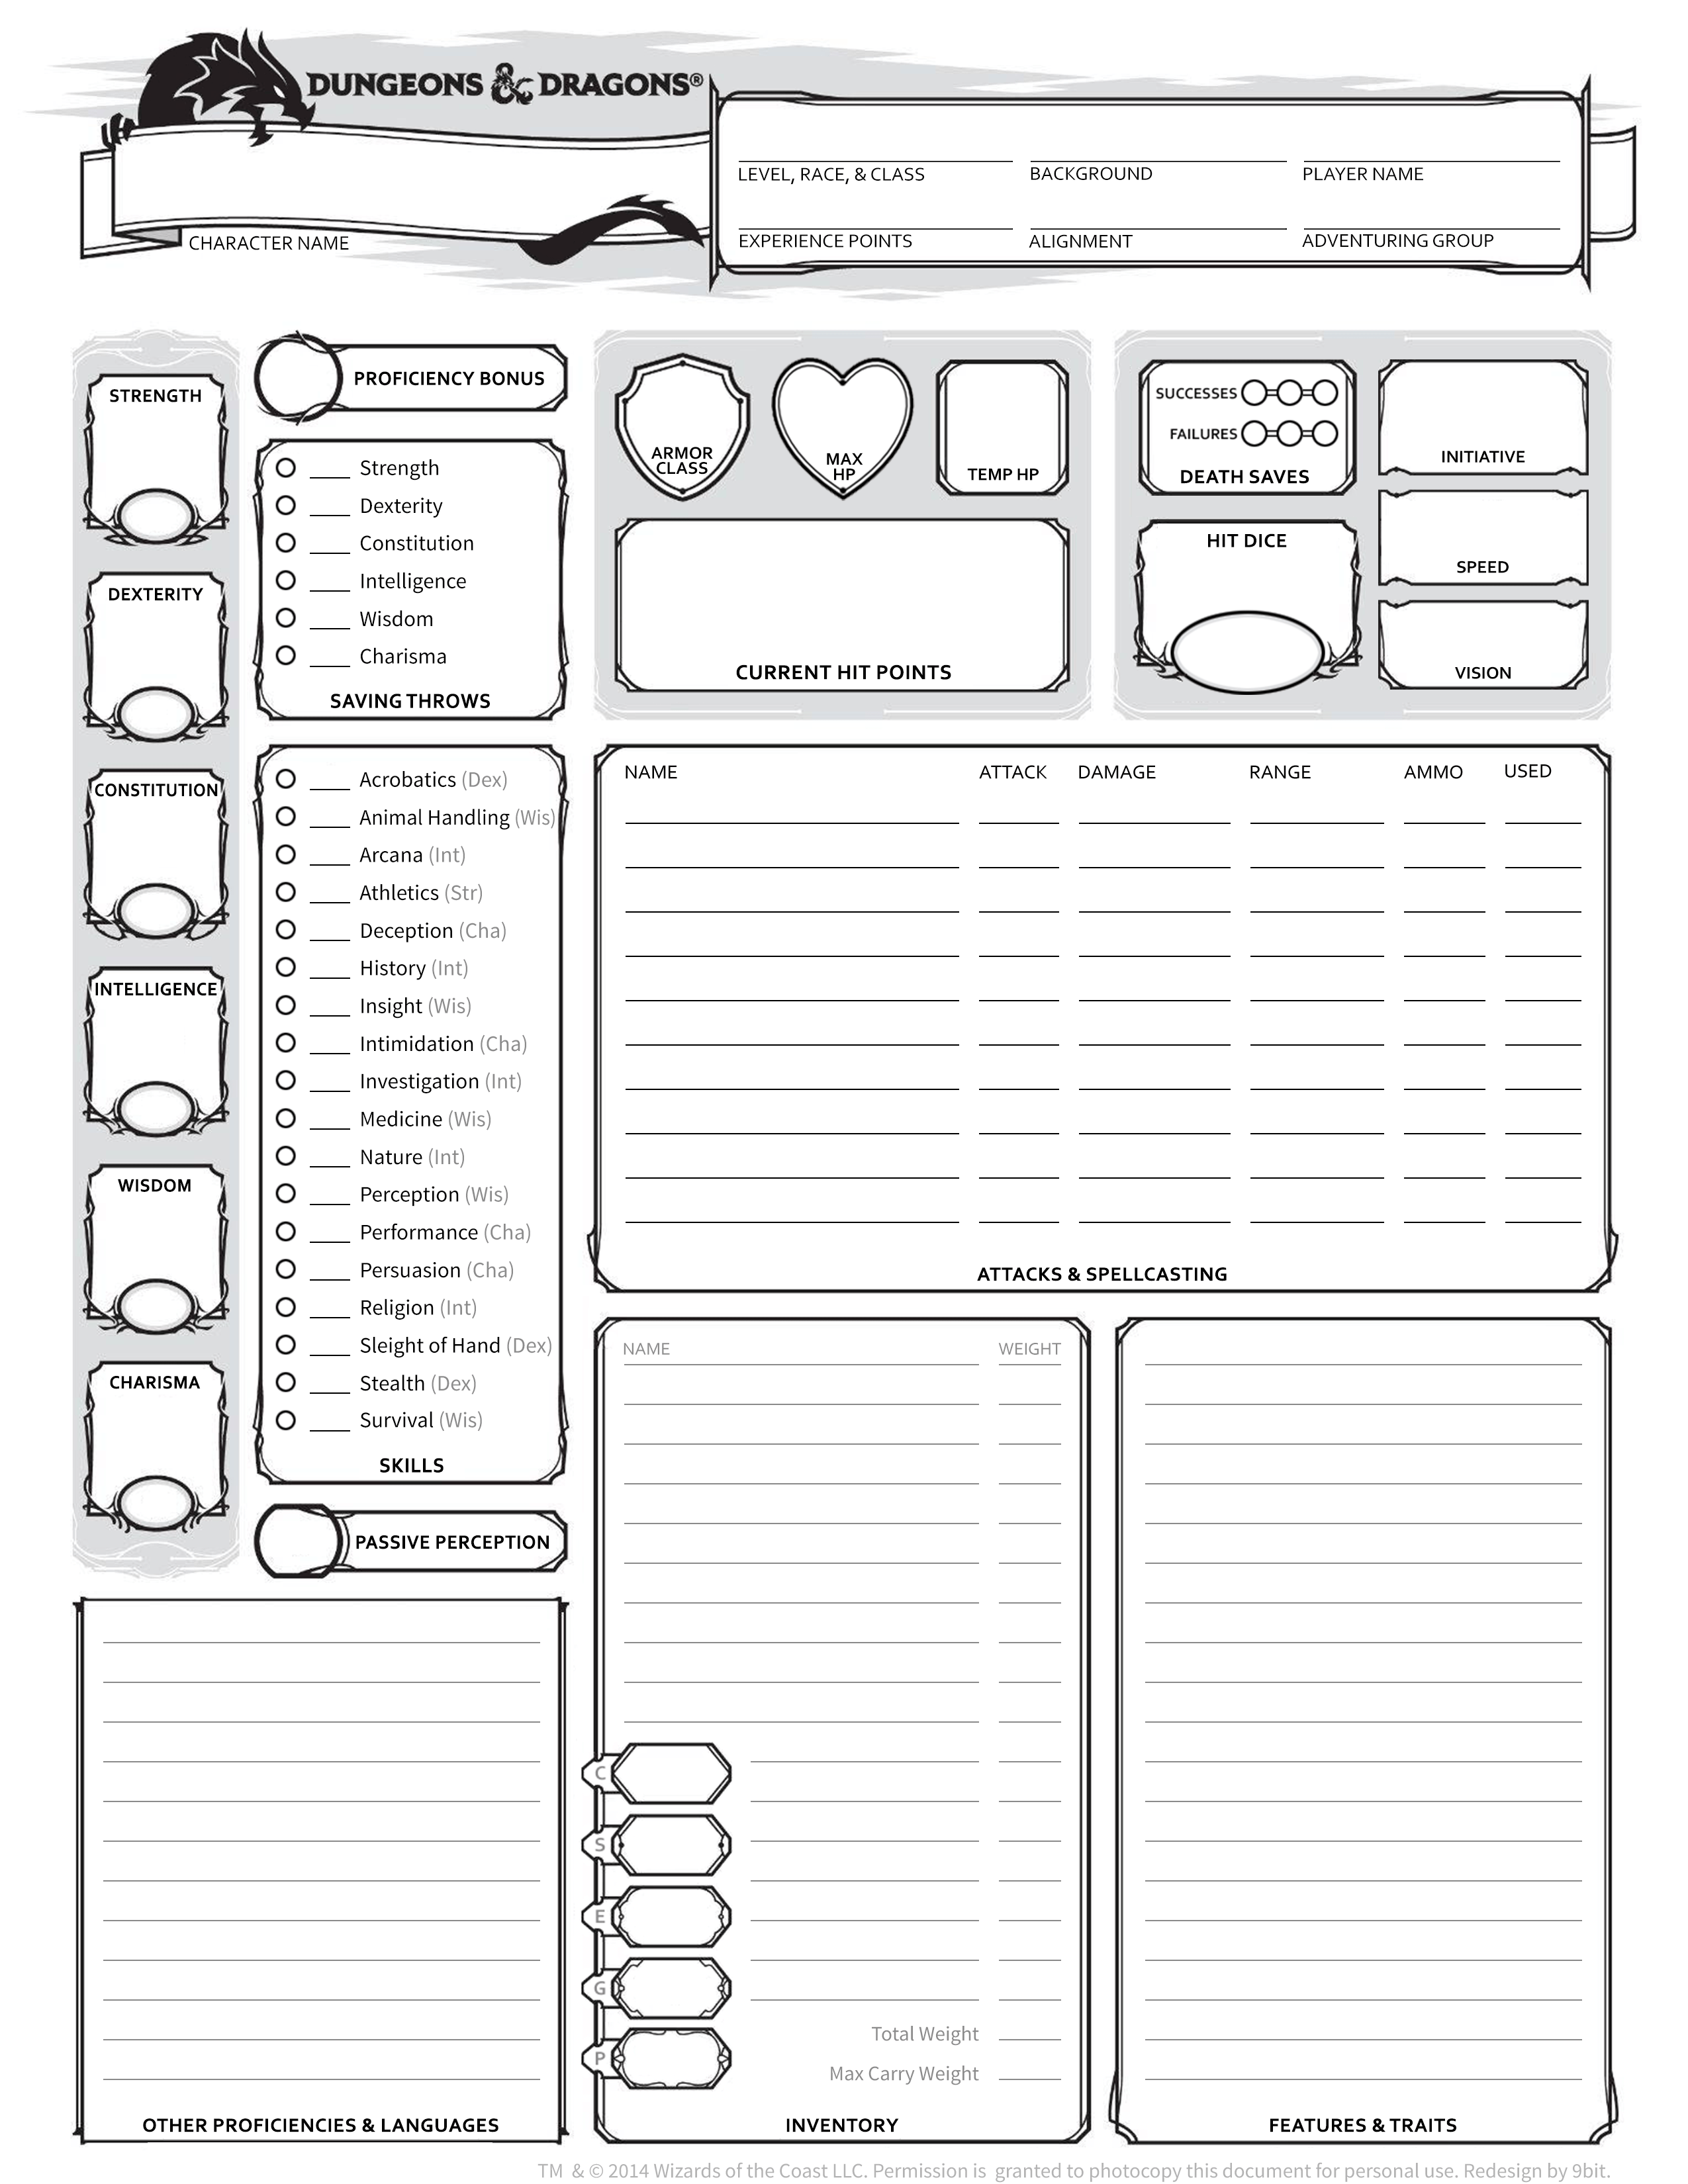 DUNGEONS & DRAGONS®
CHARACTER NAME
LEVEL, RACE, & CLASS
BACKGROUND
PLAYER NAME
EXPERIENCE POINTS
ALIGNMENT
ADVENTURING GROUP
STRENGTH
DEXTERITY
CONSTITUTION
INTELLIGENCE
WISDOM
CHARISMA
PROFICIENCY BONUS
Strength
Dexterity
Constitution
Intelligence
Wisdom
Charisma
SAVING THROWS
Acrobatics (Dex)
Animal Handling (Wis)
Arcana (Int)
Athletics (Str)
Deception (Cha)
History (Int)
Insight (Wis)
Intimidation (Cha)
Investigation (Int)
Medicine (Wis)
Nature (Int)
Perception (Wis)
Performance (Cha)
Persuasion (Cha)
Religion (Int)
Sleight of Hand (Dex)
Stealth (Dex)
Survival (Wis)
SKILLS
PASSIVE PERCEPTION
OTHER PROFICIENCIES & LANGUAGES
ARMOR
CLASS
MAX
HP
TEMP HP
CURRENT HIT POINTS
SUCCESSES
FAILURES
DEATH SAVES
HIT DICE
INITIATIVE
SPEED
VISION
NAME ATTACK DAMAGE RANGE AMMO USED
ATTACKS & SPELLCASTING
NAME WEIGHT
C
S
E
G
P
Total Weight
Max Carry Weight
INVENTORY
FEATURES & TRAITS
TM & © 2014 Wizards of the Coast LLC. Permission is granted to photocopy this document for personal use. Redesign by 9bit.